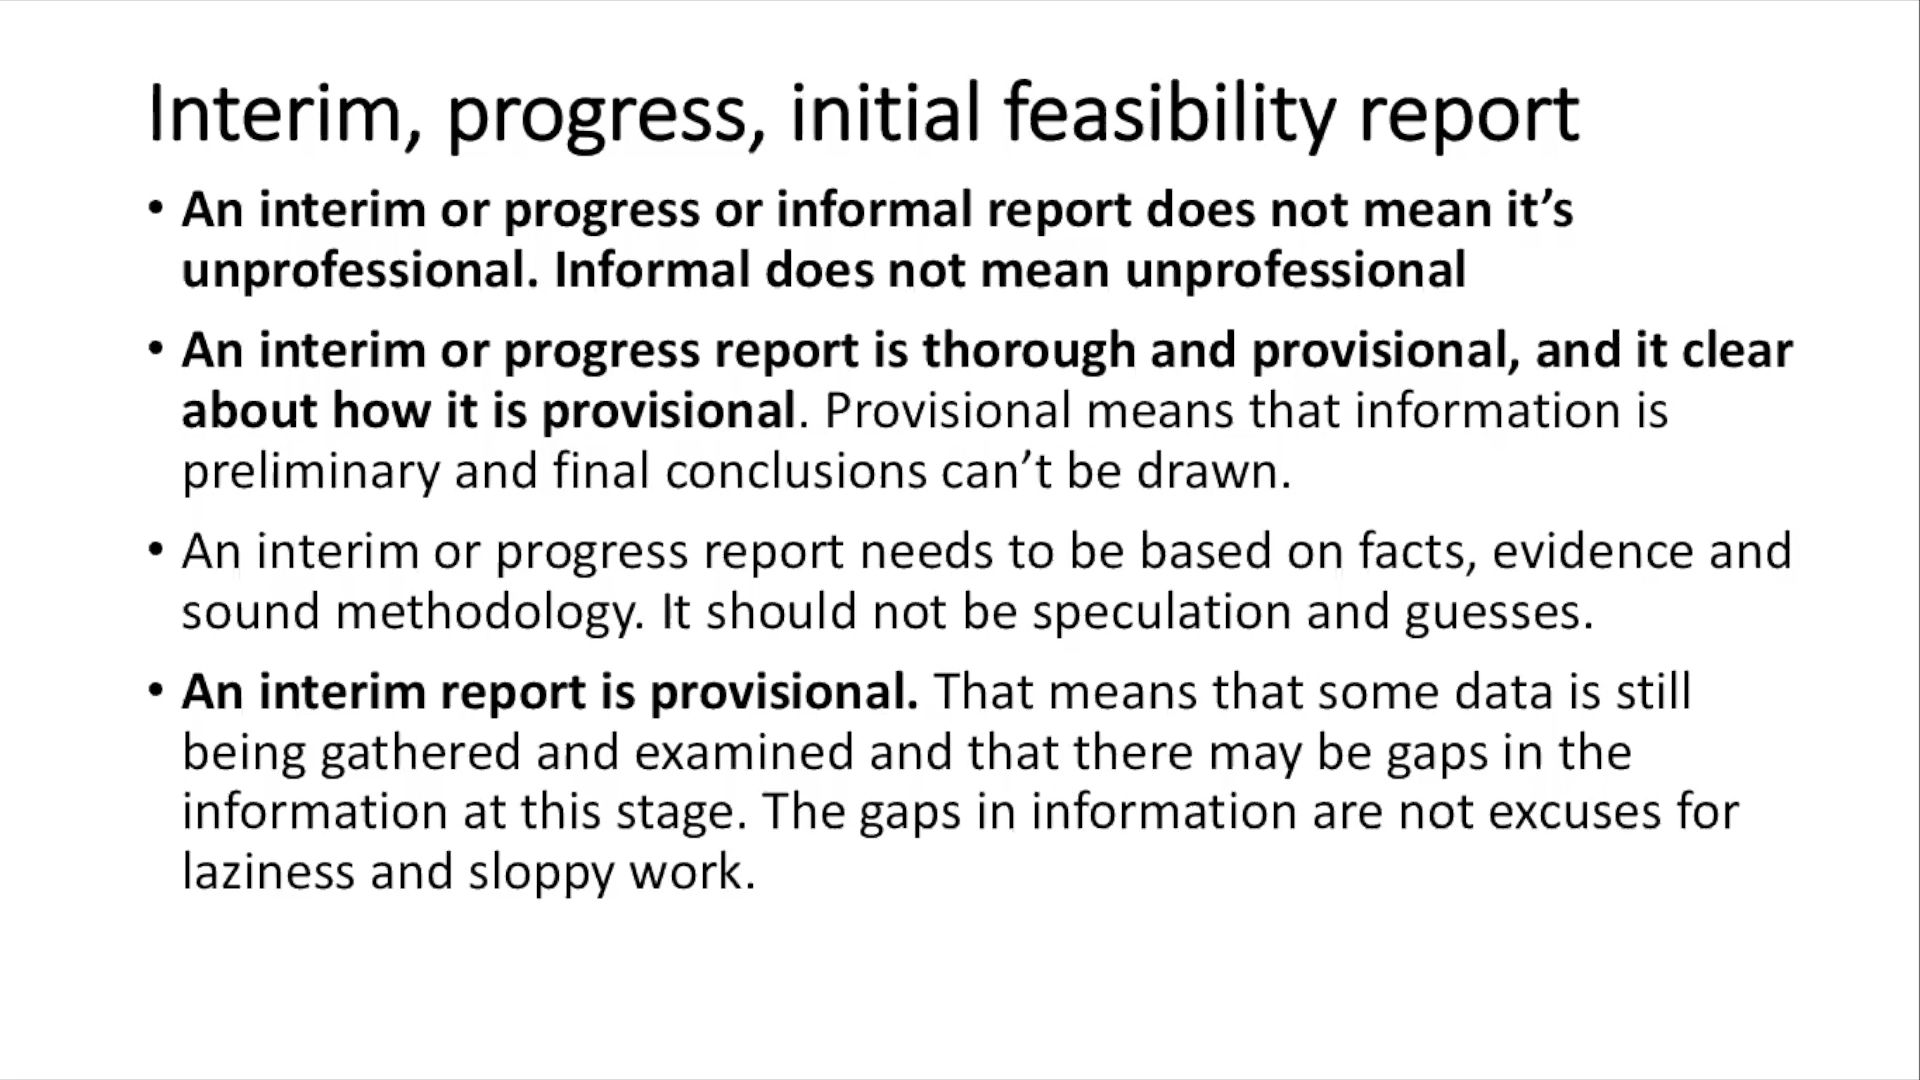 Interim, progress, initial feasibility report
• An interim or progress or informal report does not mean it’s
unprofessional. Informal does not mean unprofessional
• An interim or progress report is thorough and provisional, and it clear
about how it is provisional. Provisional means that information is
preliminary and final conclusions can’t be drawn.
• An interim or progress report needs to be based on facts, evidence and
sound methodology. It should not be speculation and guesses.
• An interim report is provisional. That means that some data is still
being gathered and examined and that there may be gaps in the
information at this stage. The gaps in information are not excuses for
laziness and sloppy work.